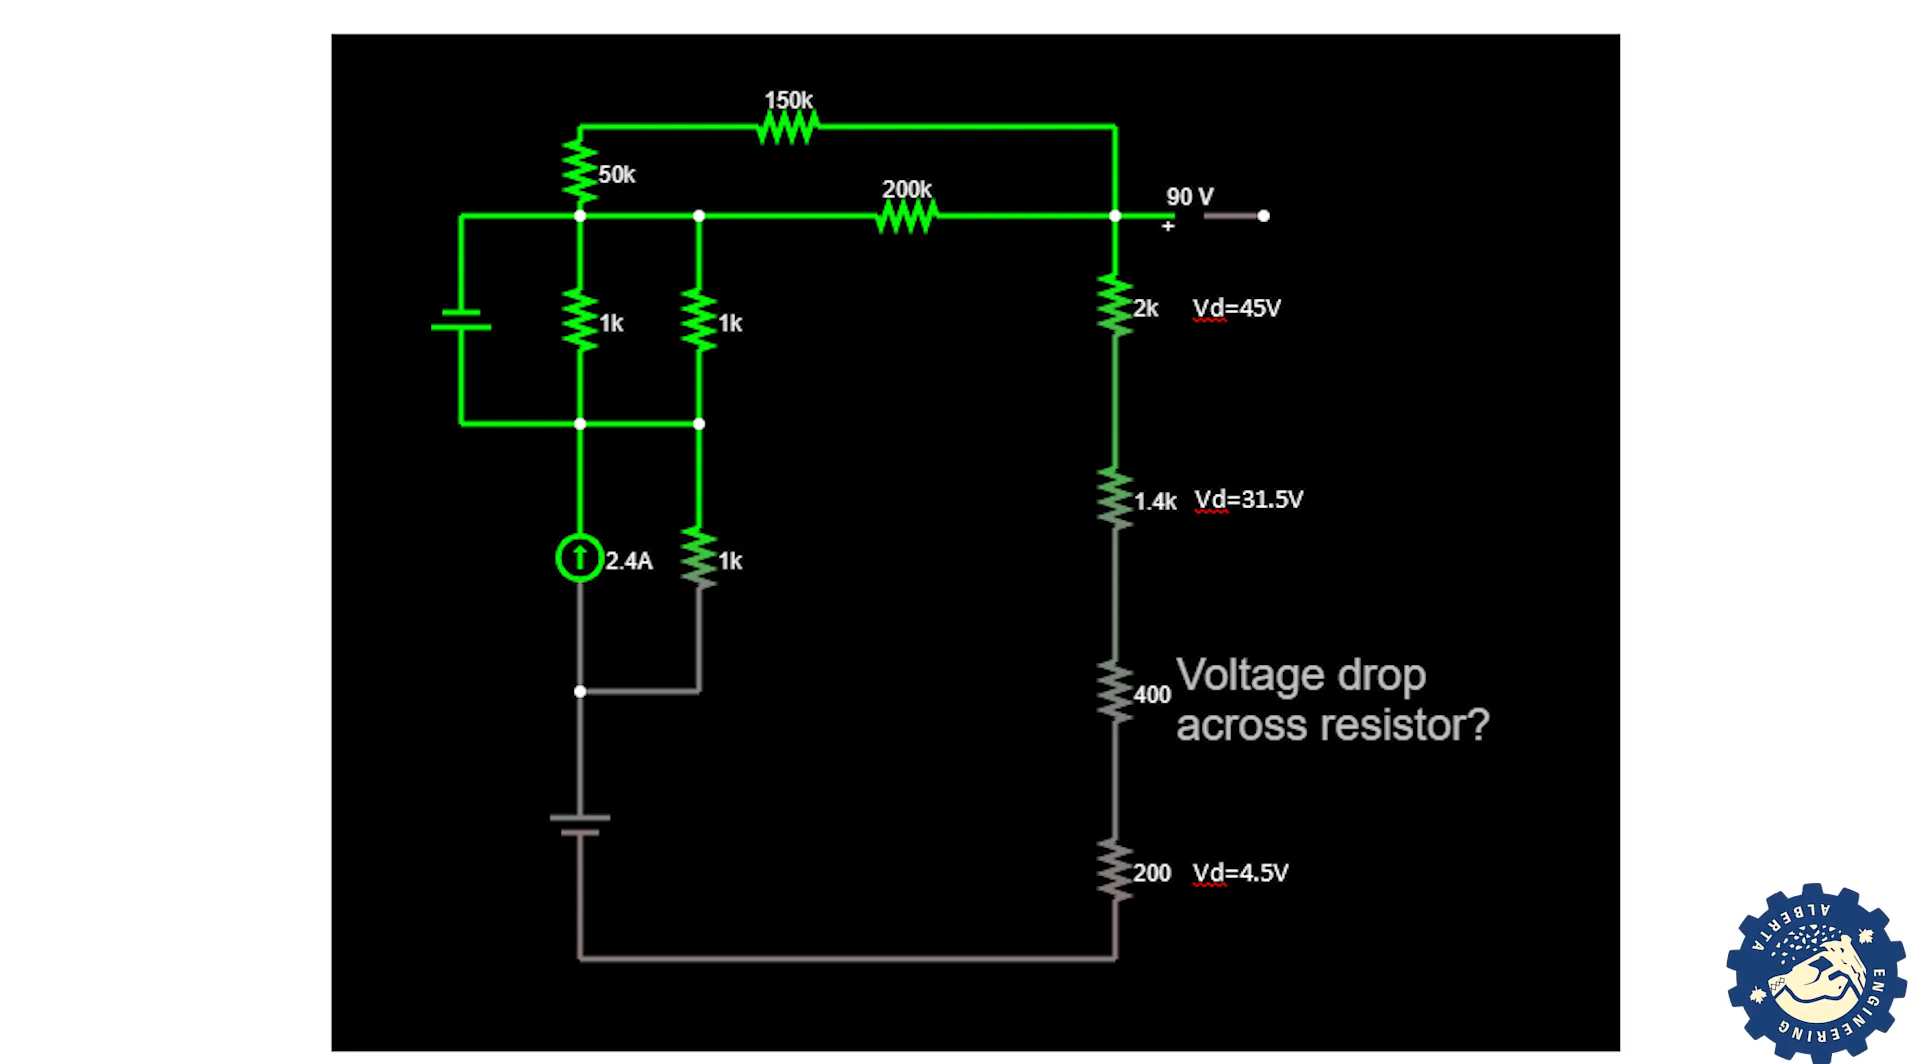 150k
50k
200k
90 V
+
1k
1k
2k
Vd=45V
1.4k
Vd=31.5V
2.4A
1k
400
Voltage drop
across resistor?
200
Vd=4.5V
ALBERTA
ENGINEERING